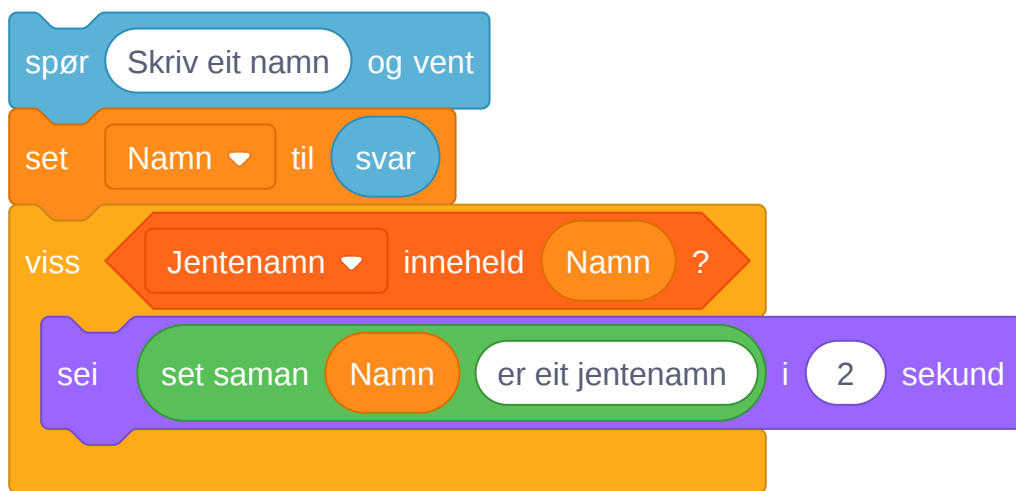 spør Skriv eit namn og vent
set Namn til svar
viss Jentenamn inneheld Namn ?
sei set saman Namn er eit jentenamn i 2 sekund